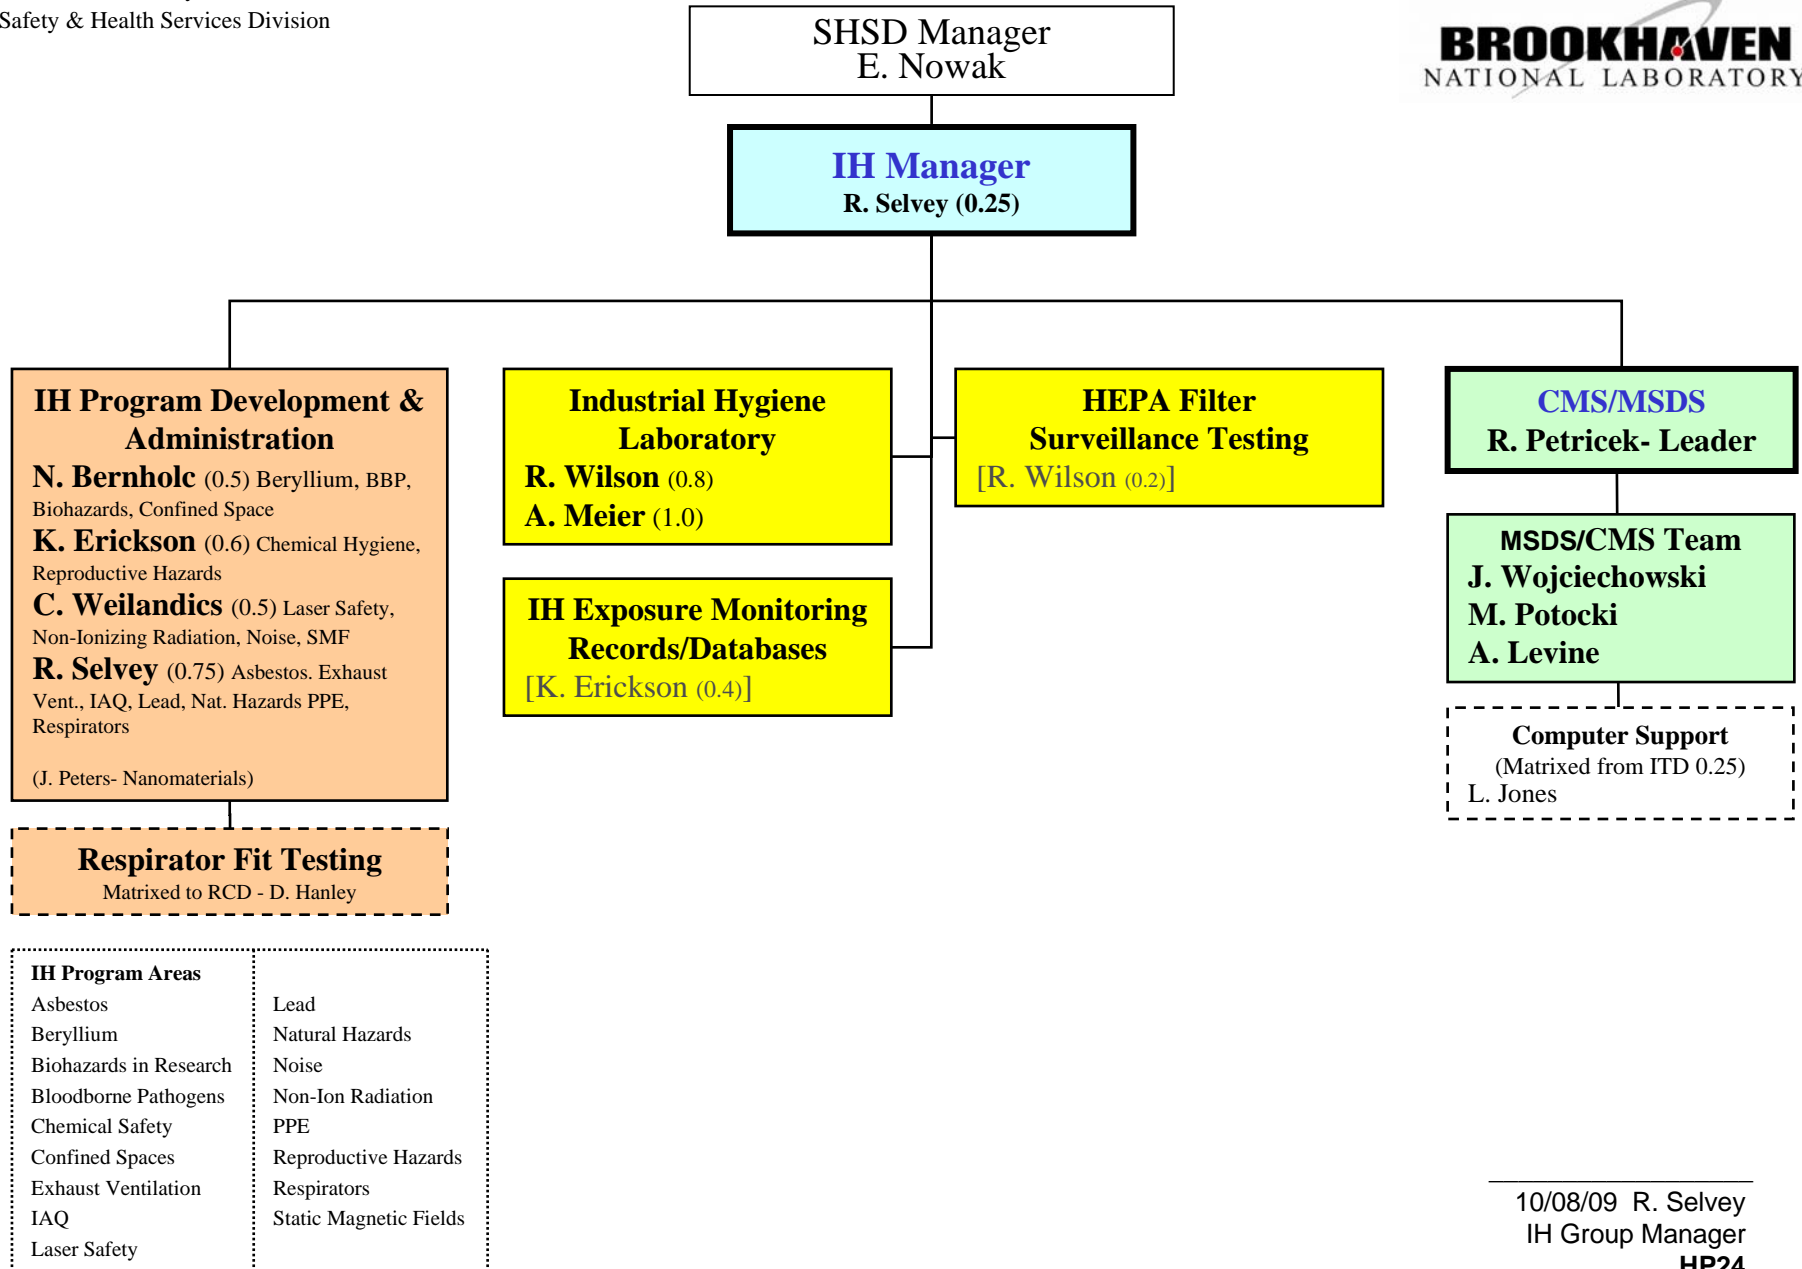 Safety & Health Services Division
SHSD Manager
E. Nowak
BROOKHAVEN
NATIONAL LABORATORY
IH Manager
R. Selvey (0.25)
IH Program Development &
Administration
N. Bernholc (0.5) Beryllium, BBP,
Biohazards, Confined Space
K. Erickson (0.6) Chemical Hygiene,
Reproductive Hazards
C. Weilandics (0.5) Laser Safety,
Non-Ionizing Radiation, Noise, SMF
R. Selvey (0.75) Asbestos. Exhaust
Vent., IAQ, Lead, Nat. Hazards PPE,
Respirators
(J. Peters- Nanomaterials)
Respirator Fit Testing
Matrixed to RCD - D. Hanley
Industrial Hygiene
Laboratory
R. Wilson (0.8)
A. Meier (1.0)
IH Exposure Monitoring
Records/Databases
[K. Erickson (0.4)]
HEPA Filter
Surveillance Testing
[R. Wilson (0.2)]
CMS/MSDS
R. Petricek- Leader
MSDS/CMS Team
J. Wojciechowski
M. Potocki
A. Levine
Computer Support
(Matrixed from ITD 0.25)
L. Jones
IH Program Areas
Asbestos
Beryllium
Biohazards in Research
Bloodborne Pathogens
Chemical Safety
Confined Spaces
Exhaust Ventilation
IAQ
Laser Safety
Lead
Natural Hazards
Noise
Non-Ion Radiation
PPE
Reproductive Hazards
Respirators
Static Magnetic Fields
10/08/09 R. Selvey
IH Group Manager
HP24